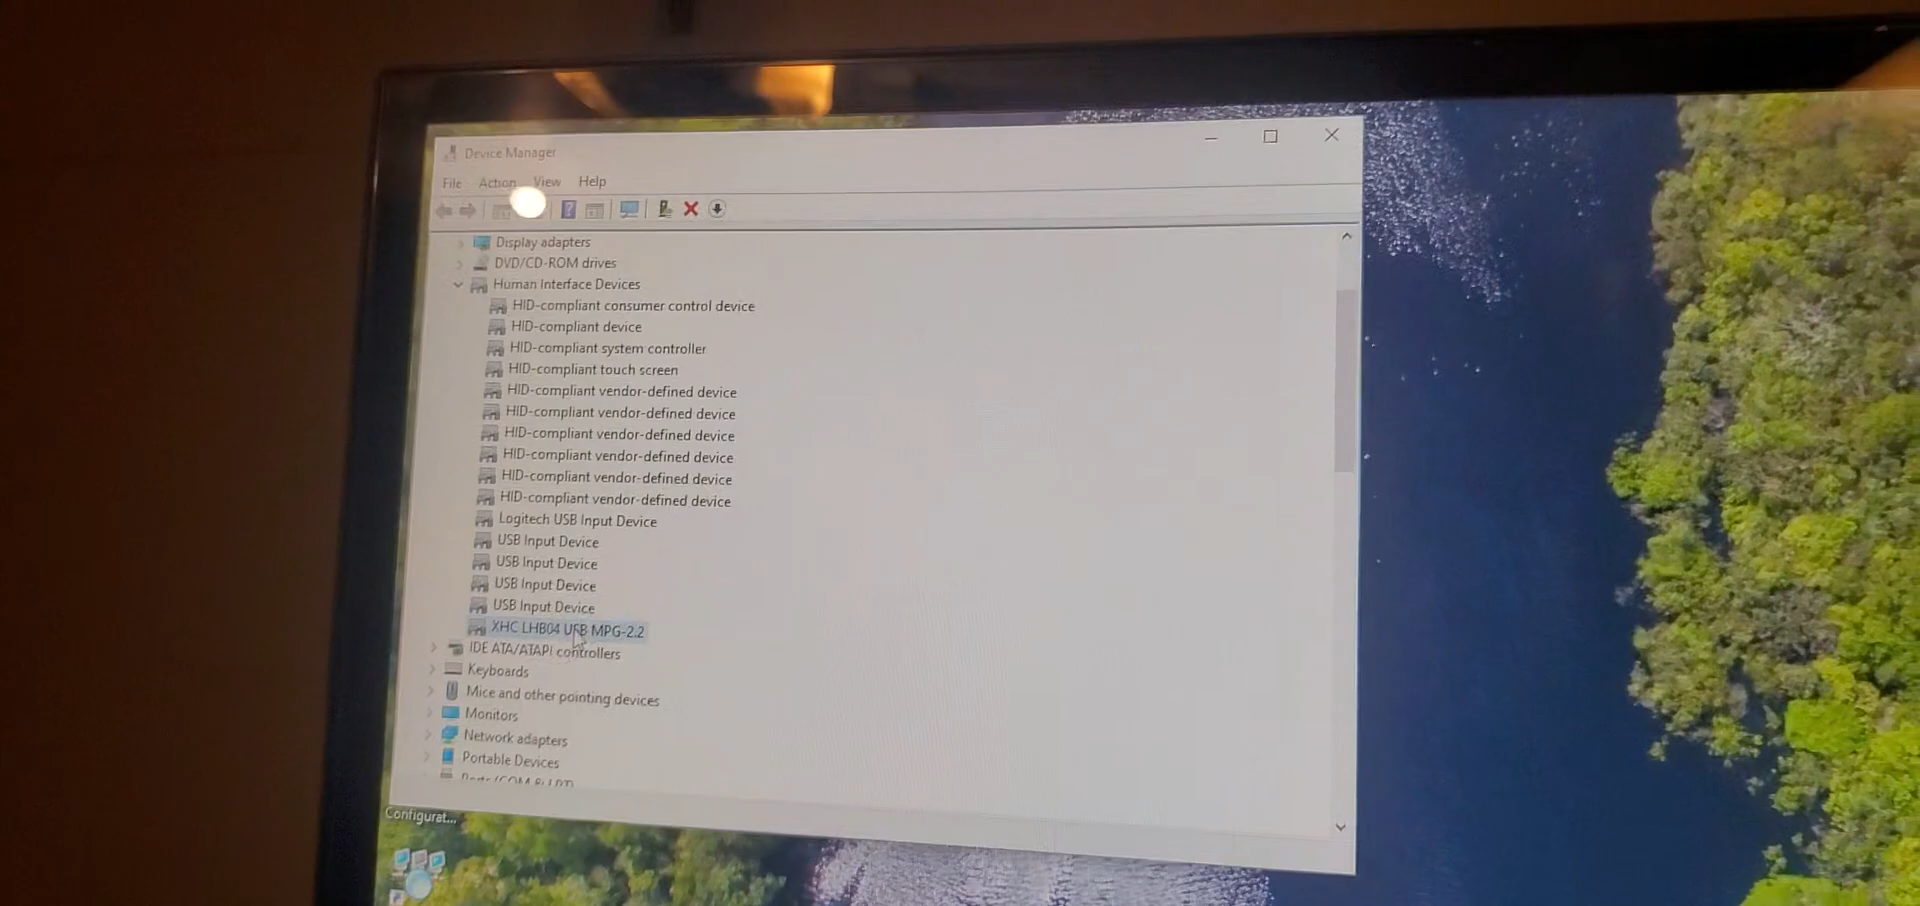 Device Manager
File Action View Help
Display adapters
DVD/CD-ROM drives
Human Interface Devices
HID-compliant consumer control device
HID-compliant device
HID-compliant system controller
HID-compliant touch screen
HID-compliant vendor-defined device
HID-compliant vendor-defined device
HID-compliant vendor-defined device
HID-compliant vendor-defined device
HID-compliant vendor-defined device
HID-compliant vendor-defined device
Logitech USB Input Device
USB Input Device
USB Input Device
USB Input Device
USB Input Device
XHC LHB04 USB MPG-2.2
IDE ATA/ATAPI controllers
Keyboards
Mice and other pointing devices
Monitors
Network adapters
Portable Devices
Ports (COM & LPT)
Configurat...